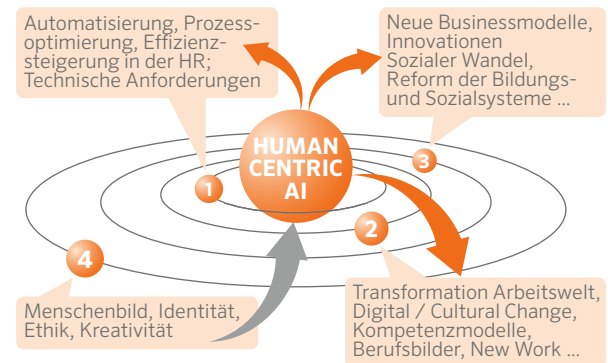 Automatisierung, Prozess-
optimierung, Effizienz-
steigerung in der HR;
Technische Anforderungen
Neue Businessmodelle,
Innovationen
Sozialer Wandel,
Reform der Bildungs-
und Sozialsysteme ...
HUMAN
CENTRIC
AI
1
3
2
4
Menschenbild, Identität,
Ethik, Kreativität
Transformation Arbeitswelt,
Digital / Cultural Change,
Kompetenzmodelle,
Berufsbilder, New Work ...